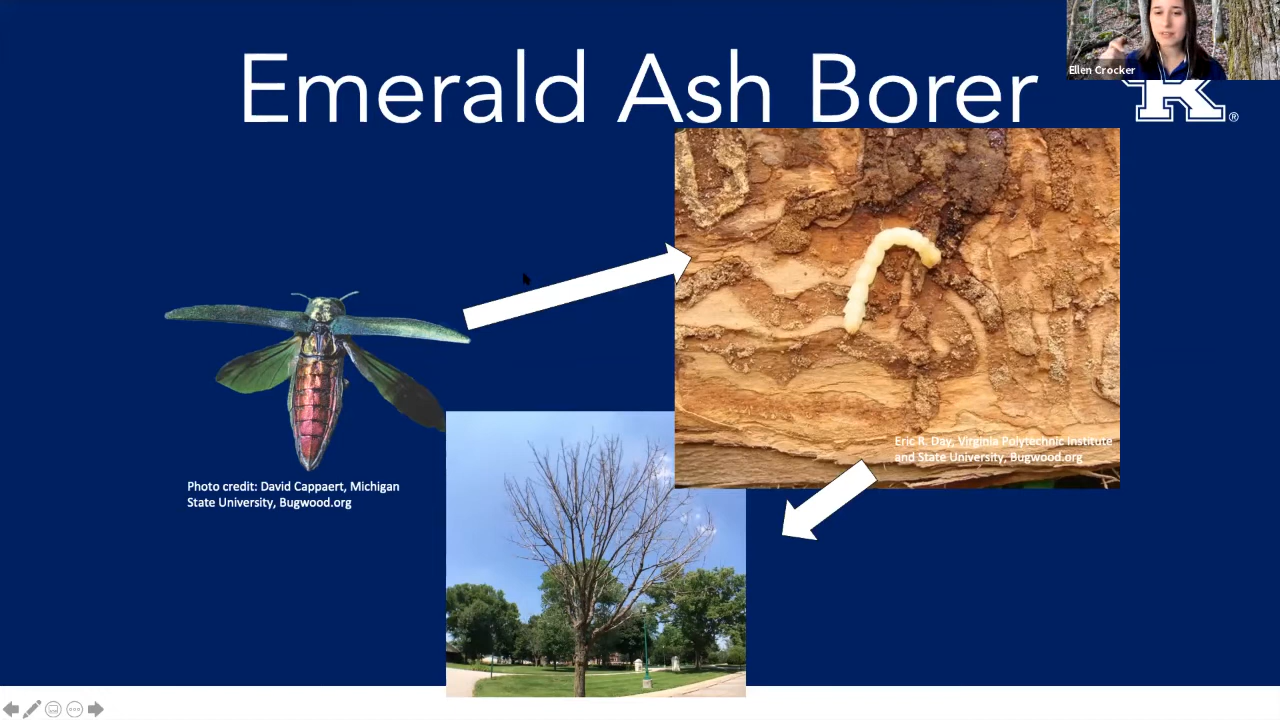 Emerald Ash Borer
Ellen Crocker
K®
Eric R. Day, Virginia Polytechnic Institute
and State University, Bugwood.org
Photo credit: David Cappaert, Michigan
State University, Bugwood.org